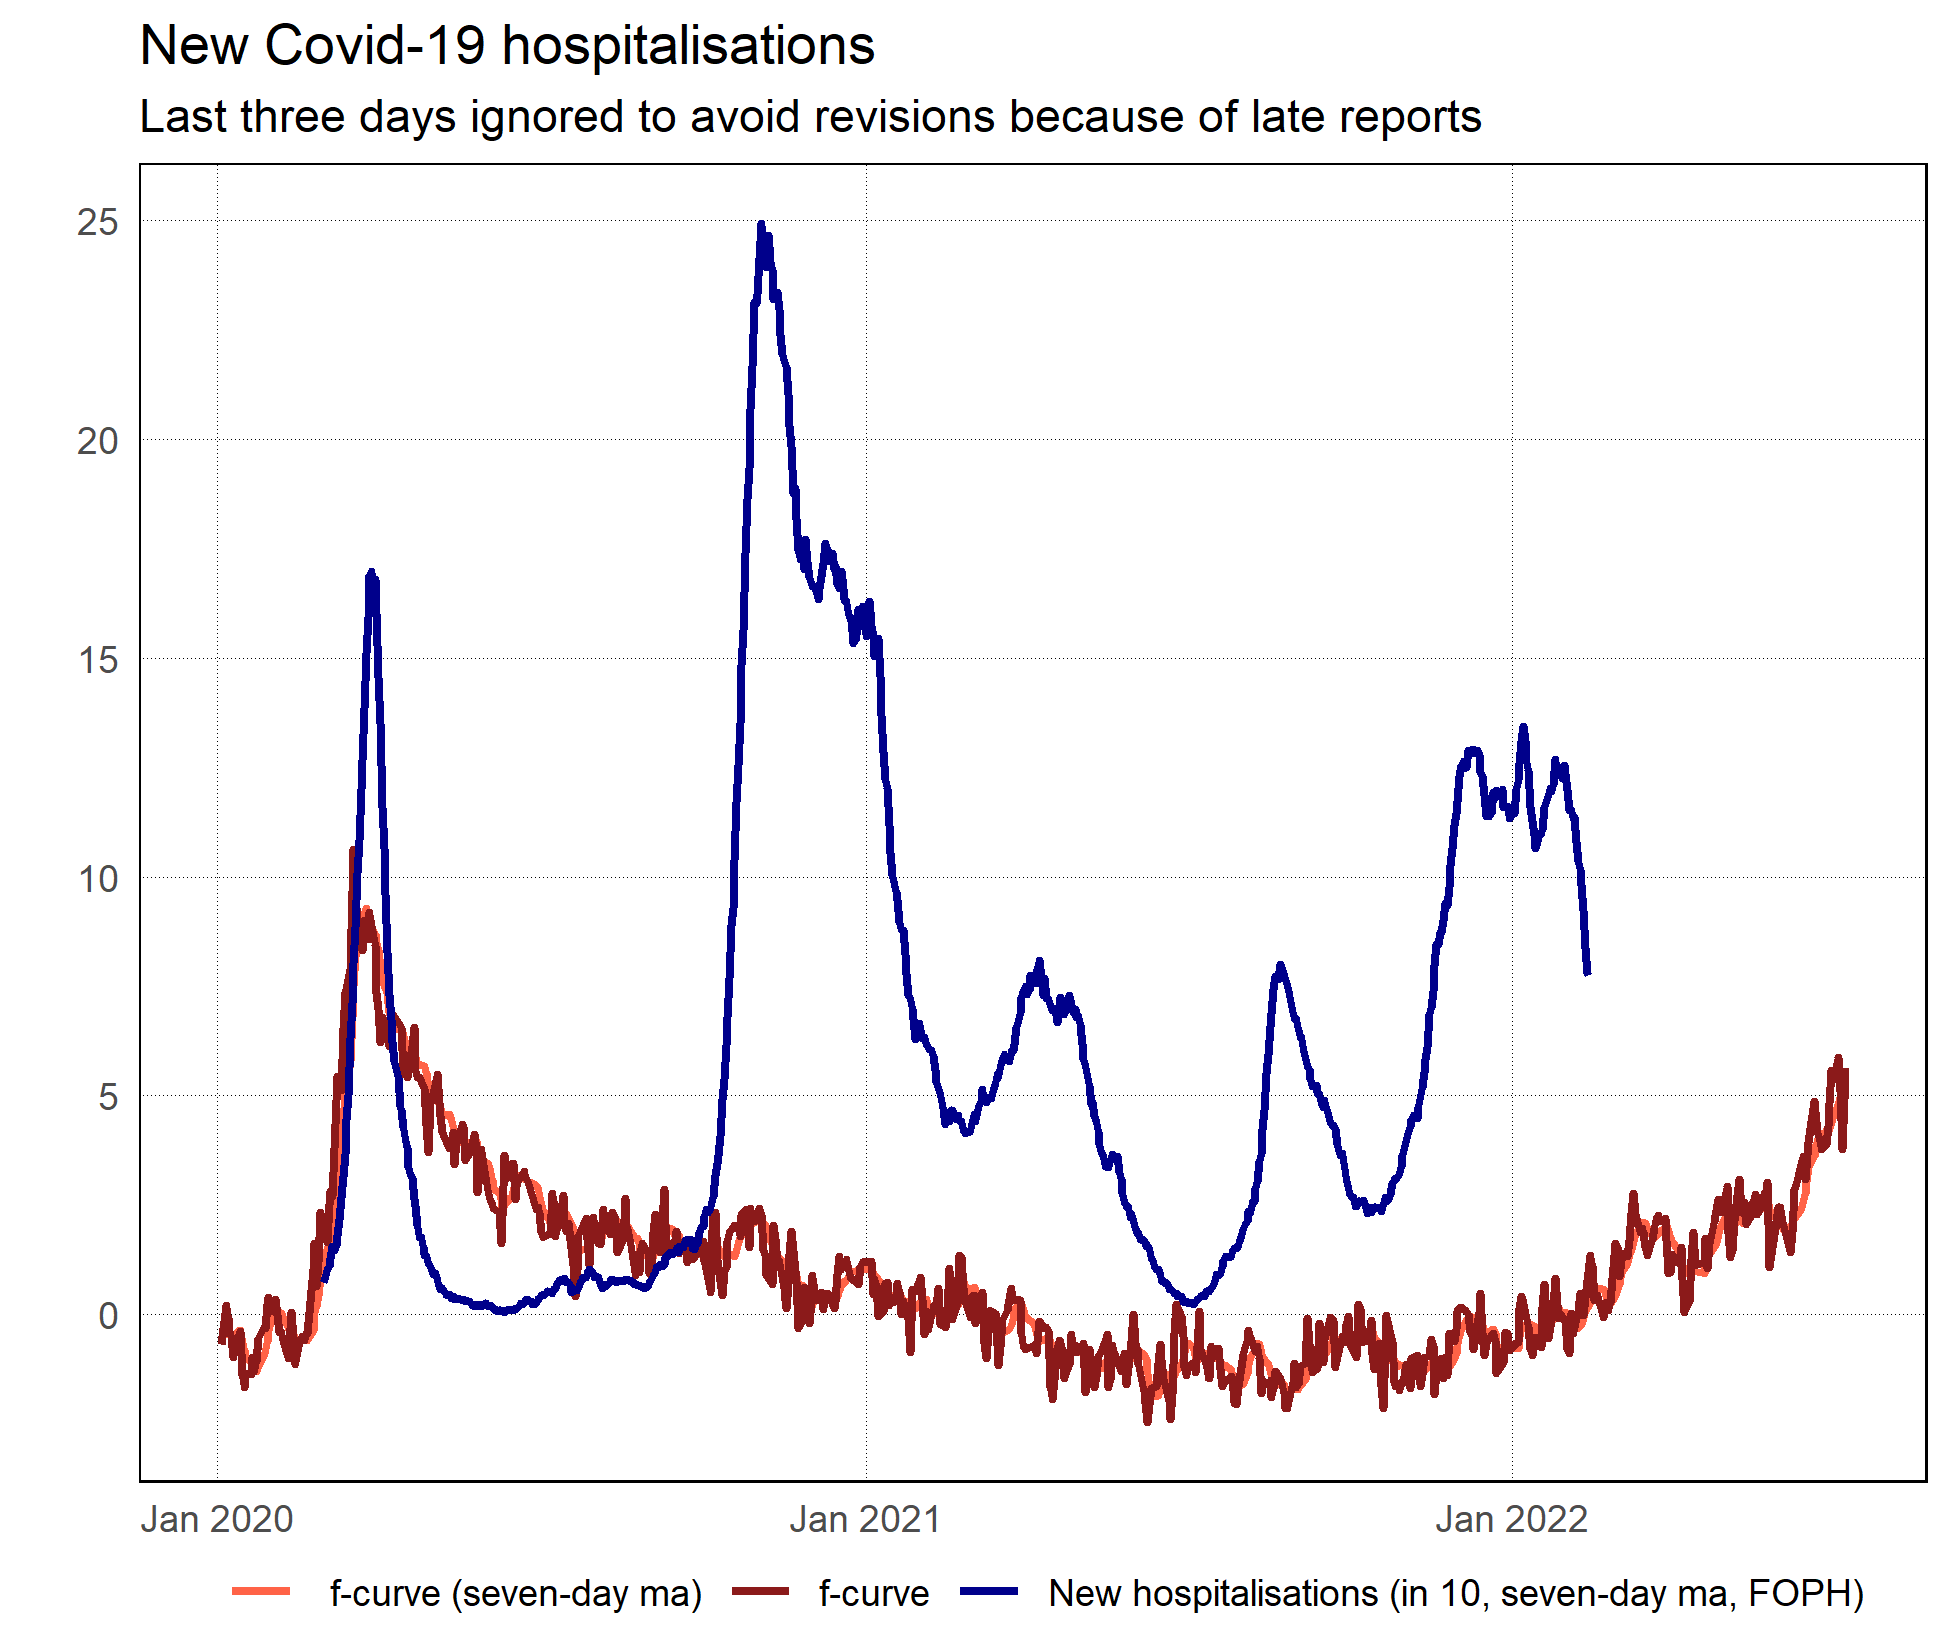 New Covid-19 hospitalisations
Last three days ignored to avoid revisions because of late reports
25
20
15
10
5
0
Jan 2020 Jan 2021 Jan 2022
f-curve (seven-day ma) f-curve New hospitalisations (in 10, seven-day ma, FOPH)